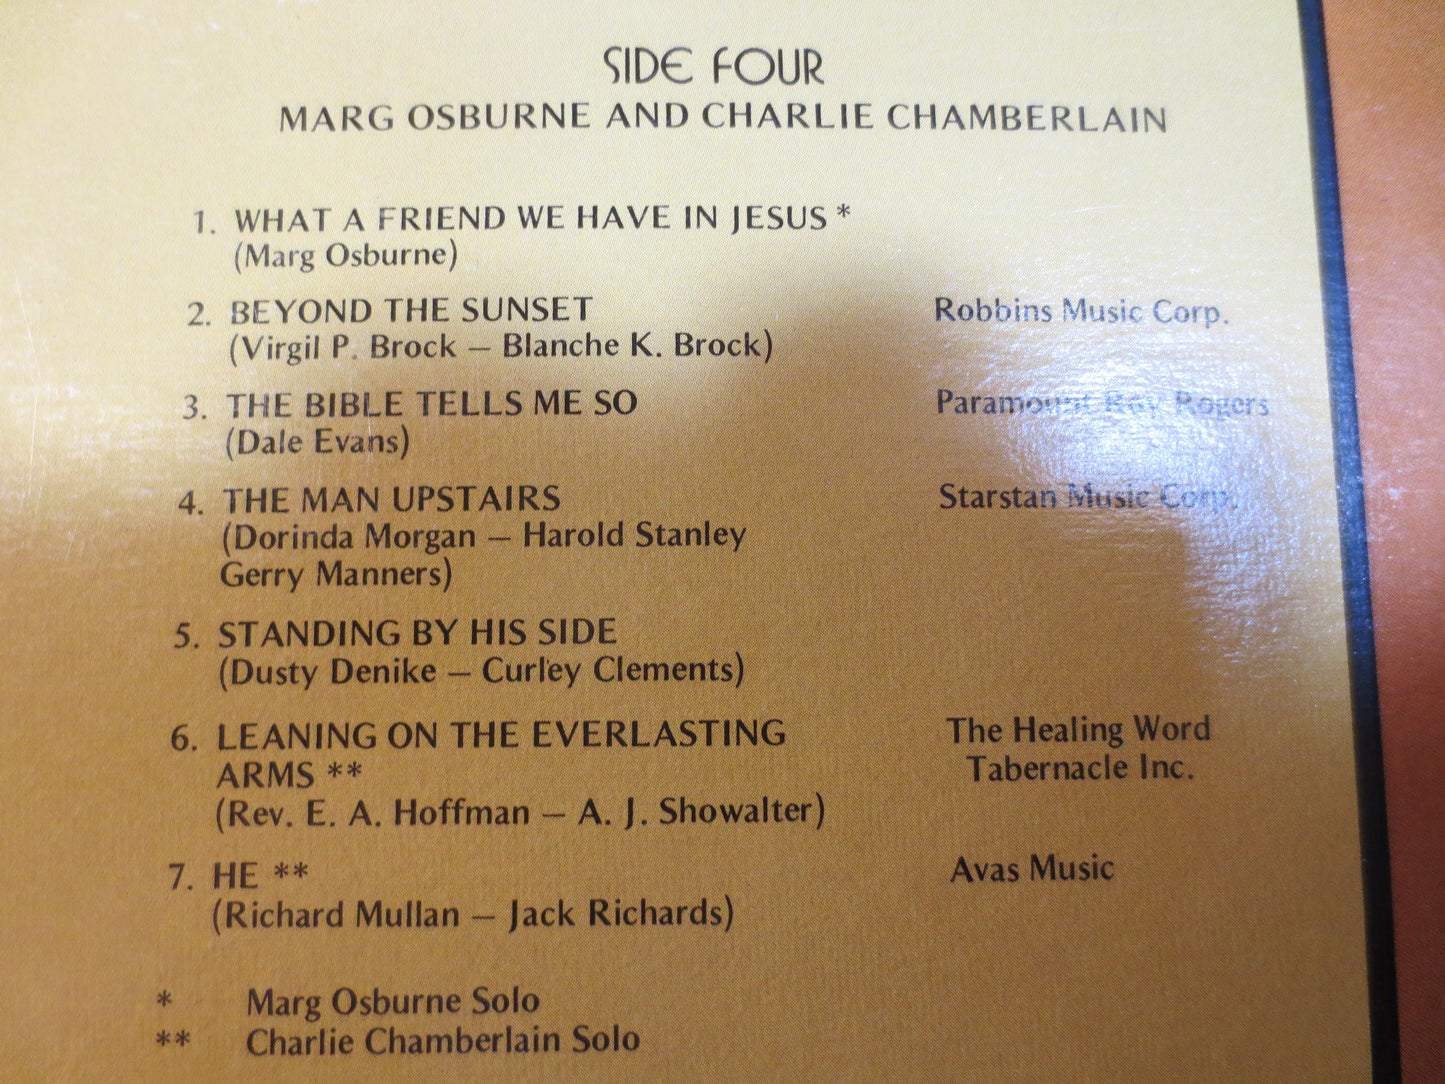 SIDE FOUR
MARG OSBURNE AND CHARLIE CHAMBERLAIN
1. WHAT A FRIEND WE HAVE IN JESUS *
(Marg Osburne)
2. BEYOND THE SUNSET Robbins Music Corp.
(Virgil P. Brock — Blanche K. Brock)
3. THE BIBLE TELLS ME SO Paramount Roy Rogers
(Dale Evans)
4. THE MAN UPSTAIRS Starstan Music Corp.
(Dorinda Morgan — Harold Stanley
Gerry Manners)
5. STANDING BY HIS SIDE
(Dusty Denike — Curley Clements)
6. LEANING ON THE EVERLASTING The Healing Word
ARMS ** Tabernacle Inc.
(Rev. E. A. Hoffman — A. J. Showalter)
7. HE ** Avas Music
(Richard Mullan — Jack Richards)
* Marg Osburne Solo
** Charlie Chamberlain Solo